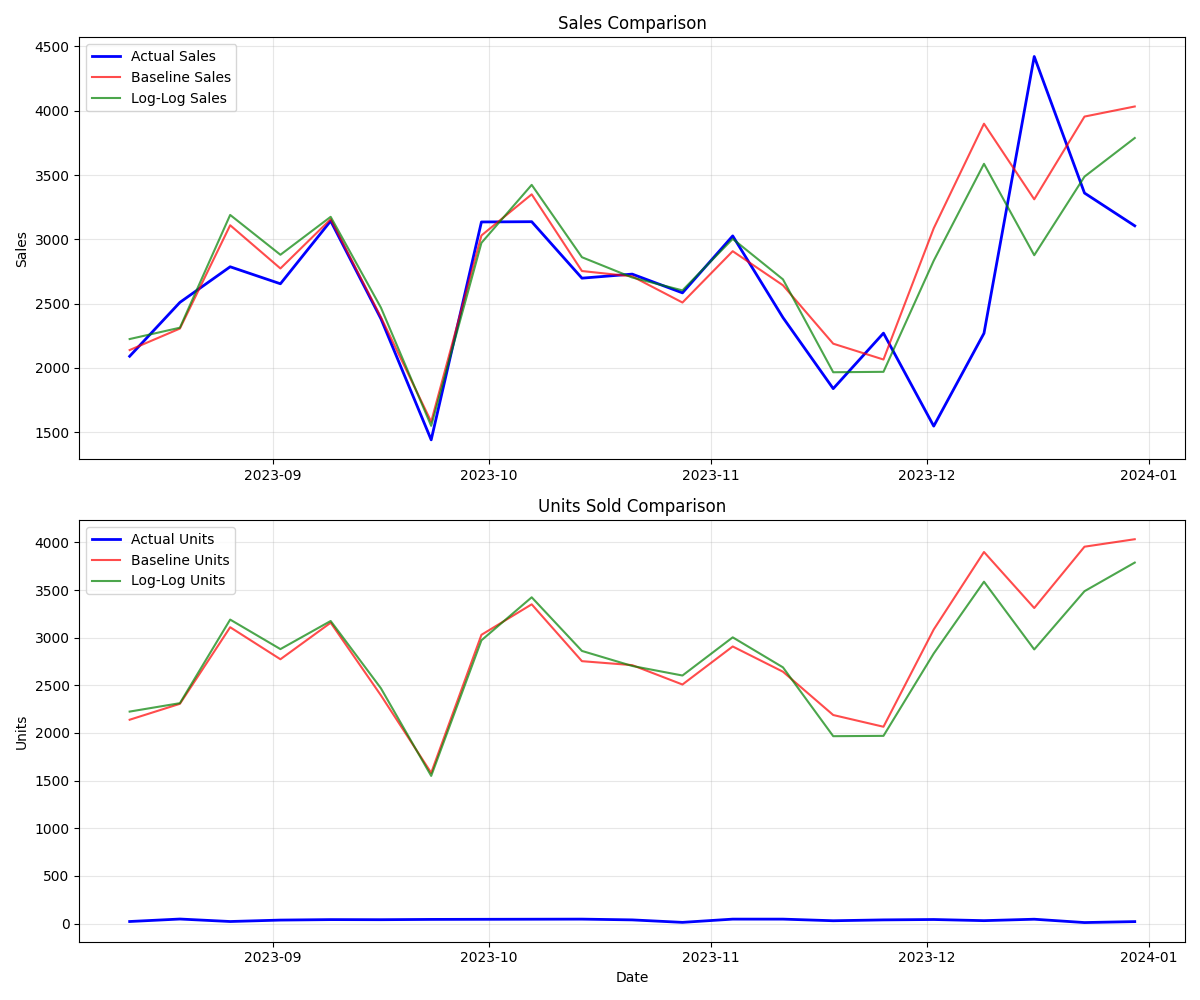 Sales Comparison
Actual Sales
Baseline Sales
Log-Log Sales
4500
4000
3500
3000
2500
2000
1500
Sales
2023-09
2023-10
2023-11
2023-12
2024-01
Units Sold Comparison
Actual Units
Baseline Units
Log-Log Units
4000
3500
3000
2500
2000
1500
1000
500
0
Units
2023-09
2023-10
2023-11
2023-12
2024-01
Date